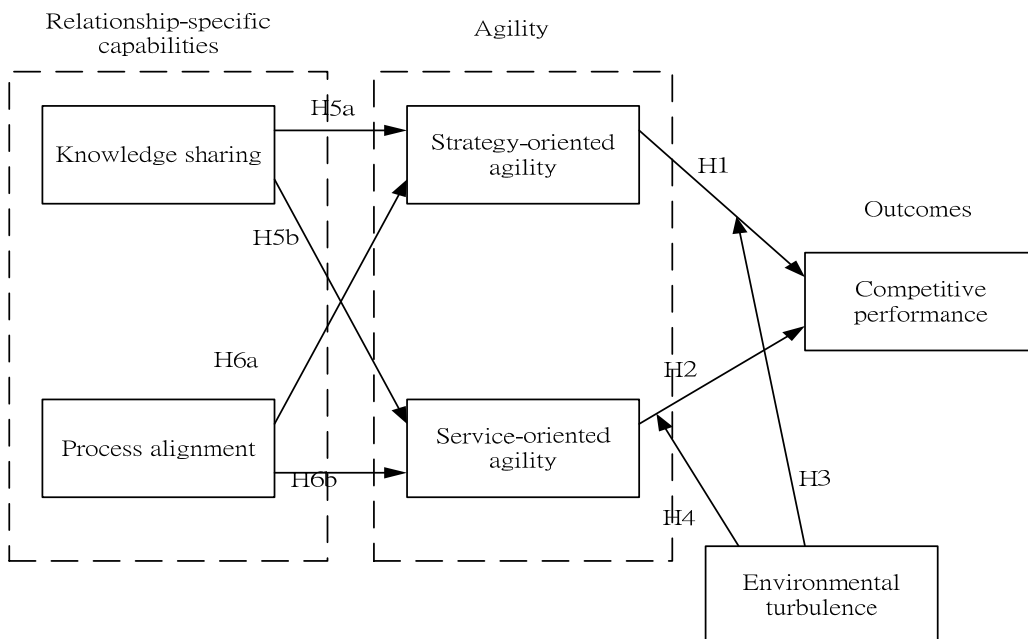 Relationship-specific
capabilities
Agility
H5a
Knowledge sharing
Strategy-oriented
agility
H1
Outcomes
H5b
Competitive
performance
H6a
H2
Process alignment
Service-oriented
agility
H6b
H3
H4
Environmental
turbulence